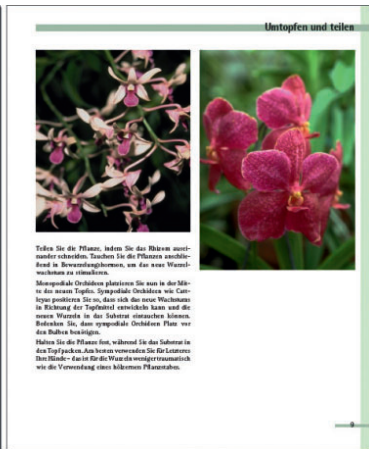 Umtopfen und teilen
Teilen Sie die Pflanze, indem Sie das Rhizom ausei-
nander schneiden. Tauchen Sie die Pflanzen anschlie-
ßend in Bewurzelungshormon, um das neue Wurzel-
wachstum zu stimulieren.
Monopodiale Orchideen platzieren Sie nun in der Mit-
te des neuen Topfes. Sympodiale Orchideen wie Catt-
leyas positieren Sie so, dass sich das neue Wachstums
in Richtung der Topfmittel entwickeln kann und die
neuen Wurzeln in das Substrat eintauchen können.
Bedenken Sie, dass sympodiale Orchideen Platz vor
den Bulben benötigen.
Halten Sie die Pflanze fest, während Sie das Substrat in
den Topf packen. Am besten verwenden Sie für Letzteres
Ihre Hände – das ist für die Wurzeln weniger traumatisch
wie die Verwendung eines hölzernen Pflanzstabes.